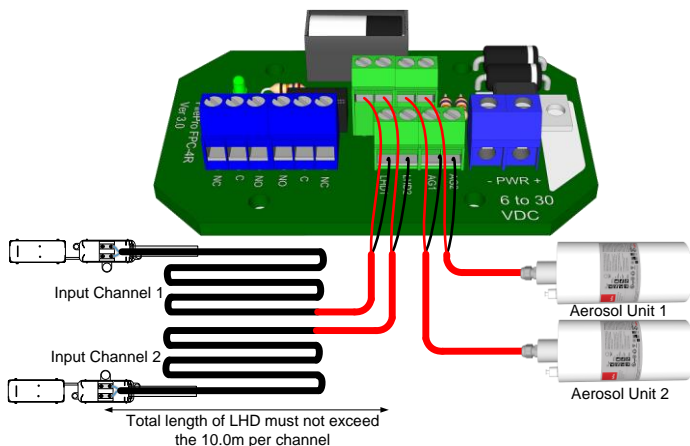 FirePro FPC-4R
Ver 3.0
NC
C
NO
NO
C
NC
LHD1
LHD2
AG1
AG2
- PWR +
6 to 30
VDC
Input Channel 1
Input Channel 2
Aerosol Unit 1
Aerosol Unit 2
Total length of LHD must not exceed
the 10.0m per channel